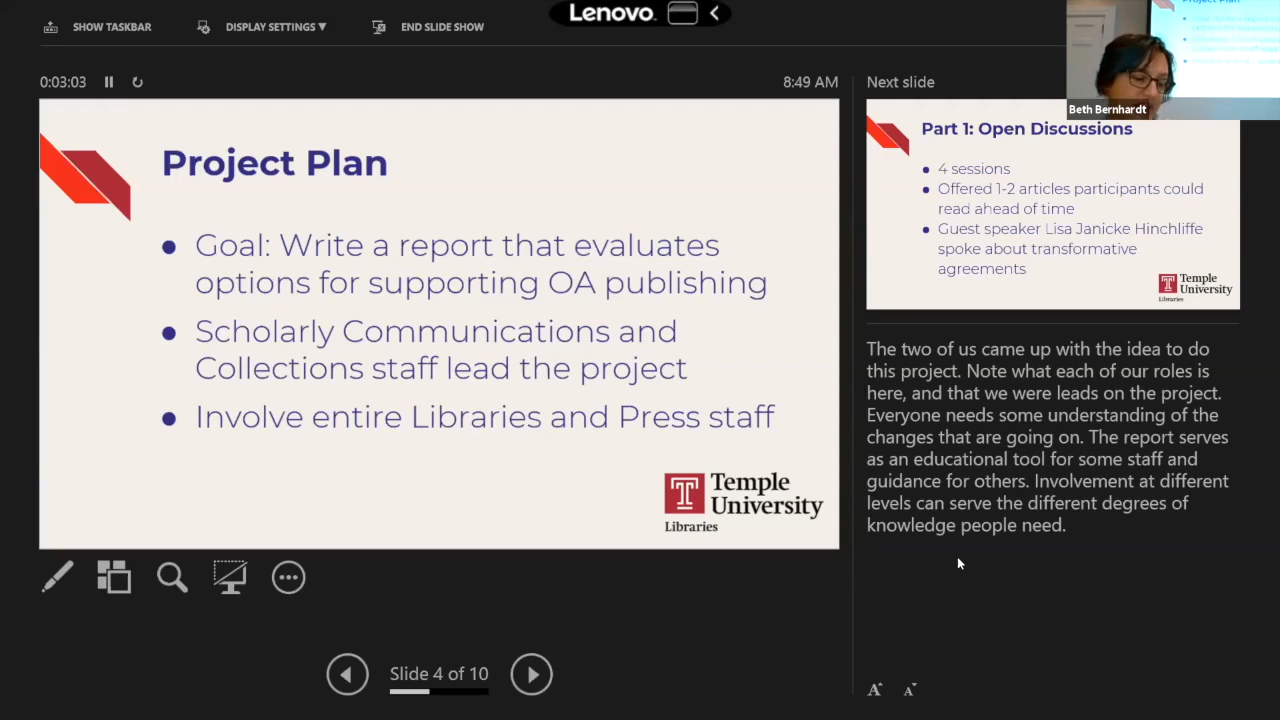 SHOW TASKBAR
DISPLAY SETTINGS ▼
END SLIDE SHOW
Lenovo
0:03:03
8:49 AM
Project Plan
● Goal: Write a report that evaluates
options for supporting OA publishing
● Scholarly Communications and
Collections staff lead the project
● Involve entire Libraries and Press staff
Temple
University
Libraries
Slide 4 of 10
Next slide
Project Plan
Beth Bernhardt
Part 1: Open Discussions
● 4 sessions
● Offered 1-2 articles participants could
read ahead of time
● Guest speaker Lisa Janicke Hinchliffe
spoke about transformative
agreements
Temple
University
Libraries
The two of us came up with the idea to do
this project. Note what each of our roles is
here, and that we were leads on the project.
Everyone needs some understanding of the
changes that are going on. The report serves
as an educational tool for some staff and
guidance for others. Involvement at different
levels can serve the different degrees of
knowledge people need.
A A